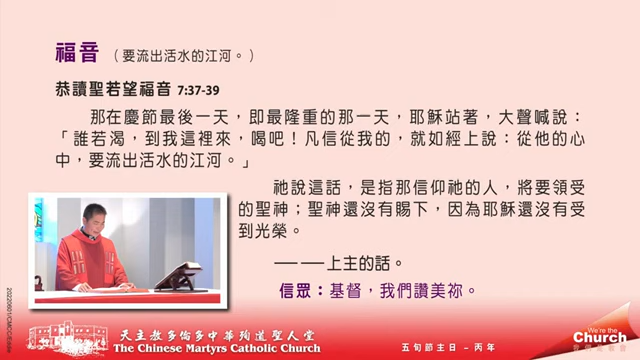 福音 （要流出活水的江河。）
恭讀聖若望福音 7:37-39
那在慶節最後一天，即最隆重的那一天，耶穌站著，大聲喊說：
「誰若渴，到我這裡來，喝吧！凡信從我的，就如經上說：從他的心
中，要流出活水的江河。」
祂說這話，是指那信仰祂的人，將要領受
的聖神；聖神還沒有賜下，因為耶穌還沒有受
到光榮。
———上主的話。
信眾：基督，我們讚美祢。
天主教多倫多中華殉道聖人堂
The Chinese Martyrs Catholic Church
五旬節主日 – 丙年
We're the
Church